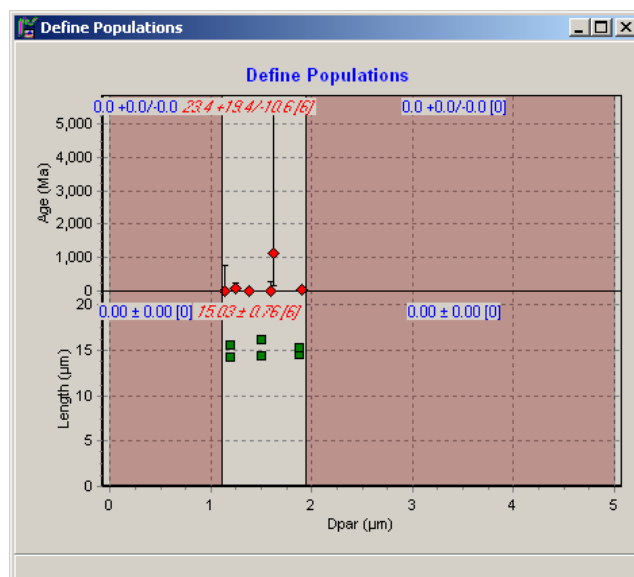 Define Populations
Define Populations
0.0 +0.0/-0.0 23.4 +19.4/-10.6 [6] 0.0 +0.0/-0.0 [0]
5,000
4,000
3,000
2,000
1,000
0
Age (Ma)
0.00 ± 0.00 [0] 15.03 ± 0.76 [6] 0.00 ± 0.00 [0]
20
15
10
5
0
Length (µm)
0 1 2 3 4 5
Dpar (µm)